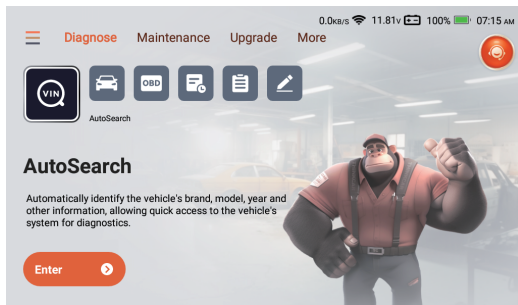 0.0KB/S 11.81V 100% 07:15 AM
Diagnose Maintenance Upgrade More
VIN OBD
AutoSearch
AutoSearch
Automatically identify the vehicle's brand, model, year and
other information, allowing quick access to the vehicle's
system for diagnostics.
Enter